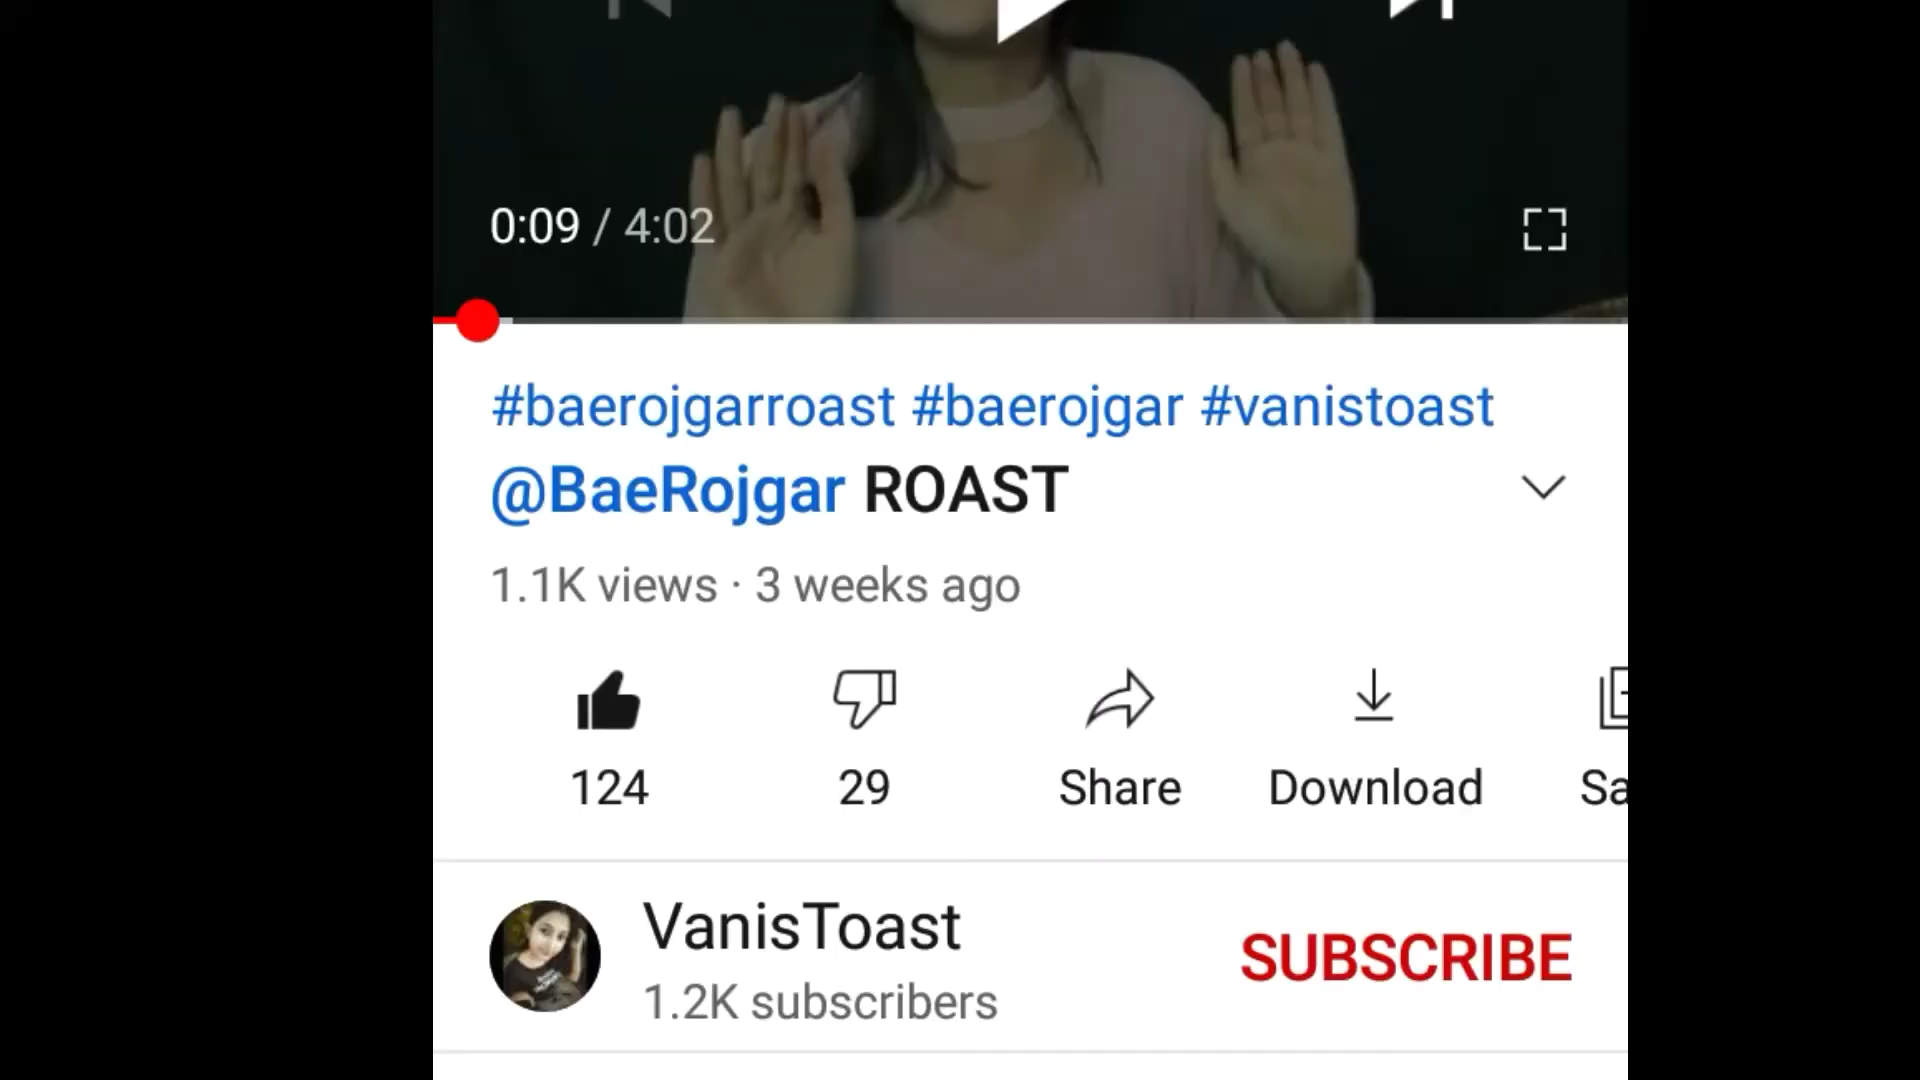 0:09 / 4:02
#baerojgarroast #baerojgar #vanistoast
@BaeRojgar ROAST
1.1K views · 3 weeks ago
124 29 Share Download Sa
VanisToast
SUBSCRIBE
1.2K subscribers